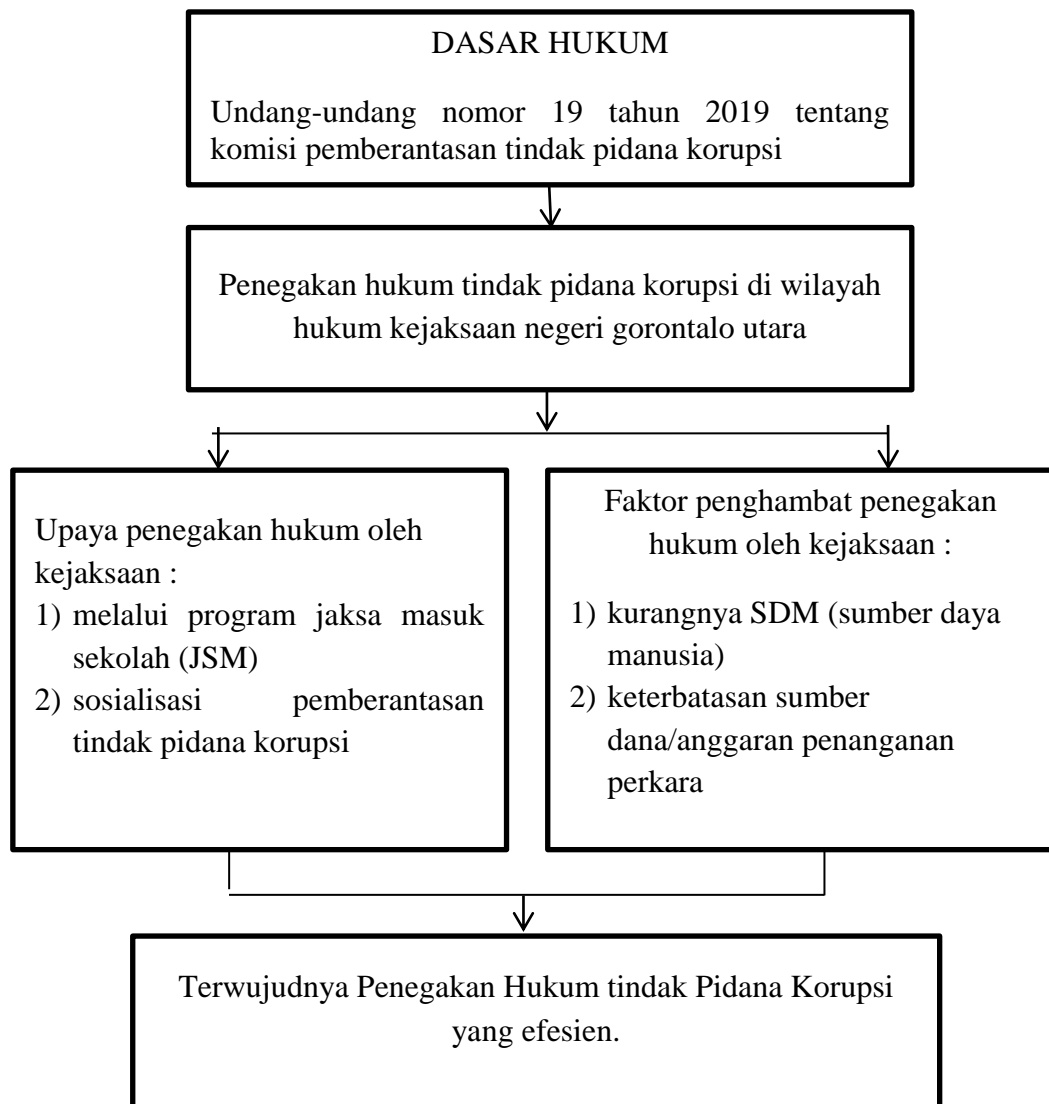 DASAR HUKUM
Undang-undang nomor 19 tahun 2019 tentang
komisi pemberantasan tindak pidana korupsi
Penegakan hukum tindak pidana korupsi di wilayah
hukum kejaksaan negeri gorontalo utara
Upaya penegakan hukum oleh
kejaksaan :
1) melalui program jaksa masuk
sekolah (JSM)
2) sosialisasi pemberantasan
tindak pidana korupsi
Faktor penghambat penegakan
hukum oleh kejaksaan :
1) kurangnya SDM (sumber daya
manusia)
2) keterbatasan sumber
dana/anggaran penanganan
perkara
Terwujudnya Penegakan Hukum tindak Pidana Korupsi
yang efesien.